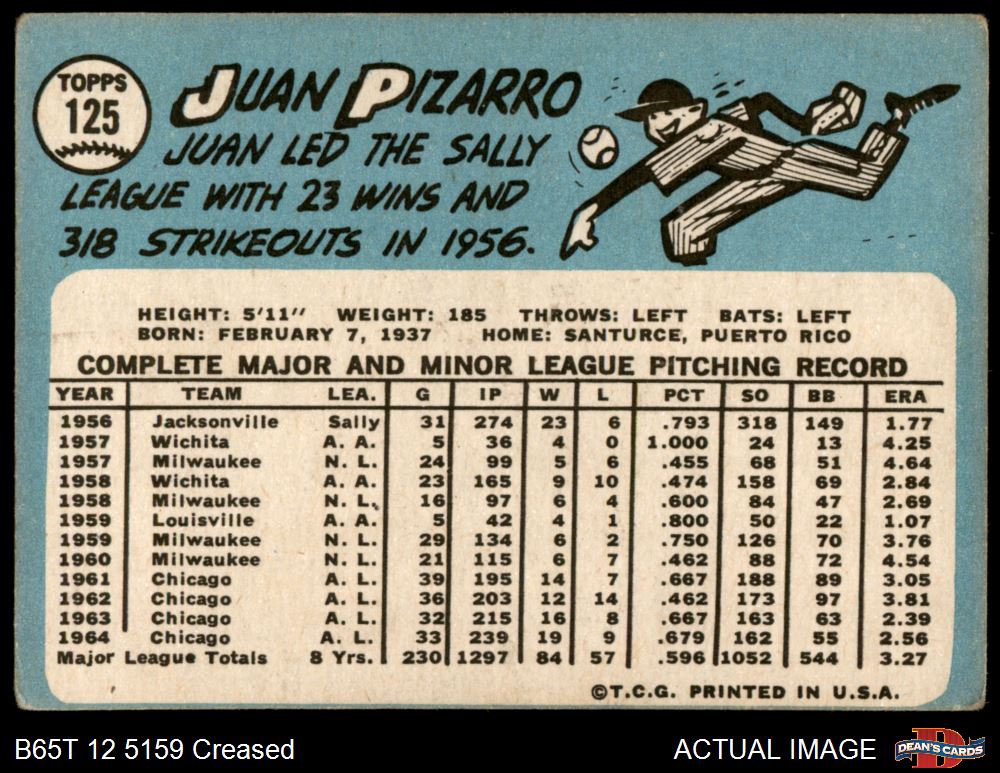 TOPPS
125
JUAN PIZARRO
JUAN LED THE SALLY
LEAGUE WITH 23 WINS AND
318 STRIKEOUTS IN 1956.
HEIGHT: 5'11" WEIGHT: 185 THROWS: LEFT BATS: LEFT
BORN: FEBRUARY 7, 1937 HOME: SANTURCE, PUERTO RICO
COMPLETE MAJOR AND MINOR LEAGUE PITCHING RECORD
YEAR TEAM LEA. G IP W L PCT SO BB ERA
1956 Jacksonville Sally 31 274 23 6 .793 318 149 1.77
1957 Wichita A. A. 5 36 4 0 1.000 24 13 4.25
1957 Milwaukee N. L. 24 99 5 6 .455 68 51 4.64
1958 Wichita A. A. 23 165 9 10 .474 158 69 2.84
1958 Milwaukee N. L. 16 97 6 4 .600 84 47 2.69
1959 Louisville A. A. 5 42 4 1 .800 50 22 1.07
1959 Milwaukee N. L. 29 134 6 2 .750 126 70 3.76
1960 Milwaukee N. L. 21 115 6 7 .462 88 72 4.54
1961 Chicago A. L. 39 195 14 7 .667 188 89 3.05
1962 Chicago A. L. 36 203 12 14 .462 173 97 3.81
1963 Chicago A. L. 32 215 16 8 .667 163 63 2.39
1964 Chicago A. L. 33 239 19 9 .679 162 55 2.56
Major League Totals 8 Yrs. 230 1297 84 57 .596 1052 544 3.27
©T.C.G. PRINTED IN U.S.A.
B65T 12 5159 Creased
ACTUAL IMAGE
D
DEAN'S CARDS